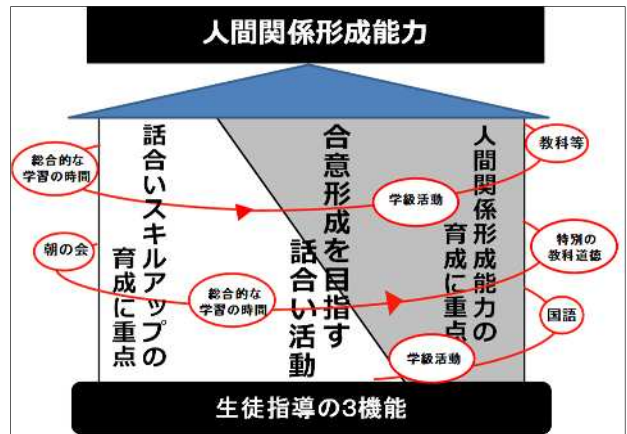 人間関係形成能力
話合いスキルアップの
育成に重点
合意形成を目指す
話合い活動
人間関係形成能力の
育成に重点
総合的な
学習の時間
学級活動
教科等
朝の会
総合的な
学習の時間
特別の
教科道徳
学級活動
国語
生徒指導の3機能